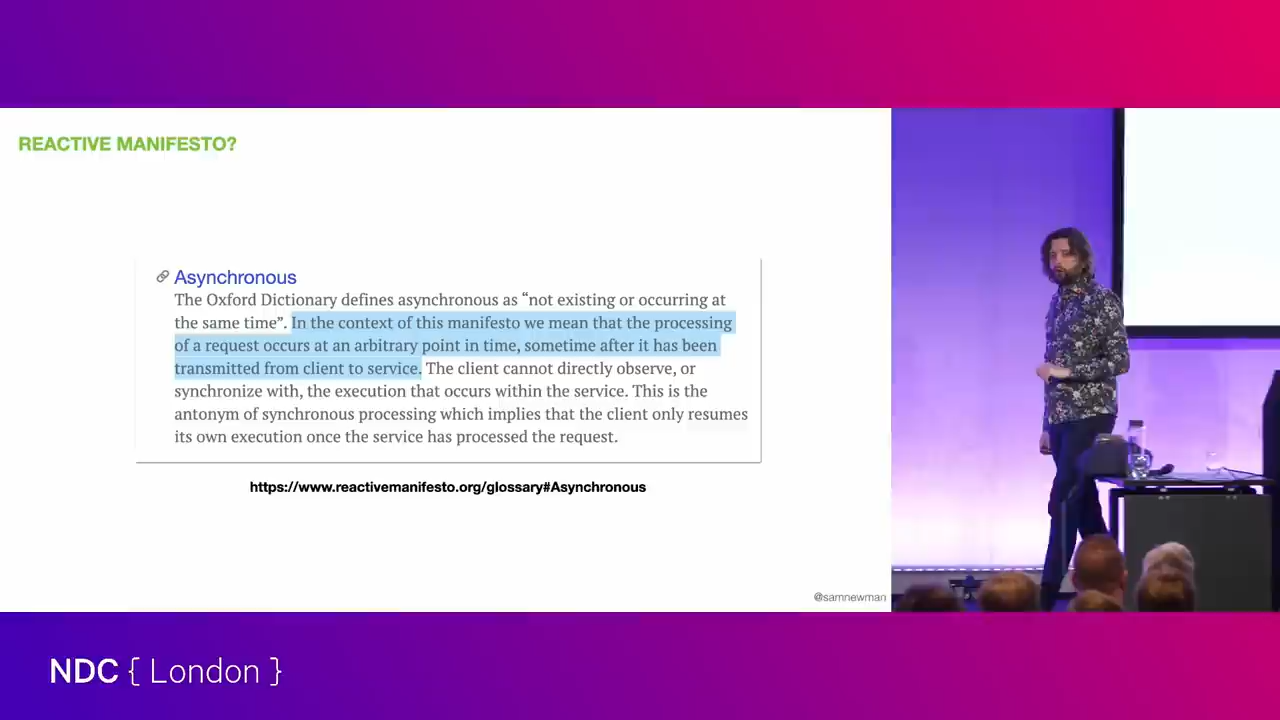 REACTIVE MANIFESTO?
Asynchronous
The Oxford Dictionary defines asynchronous as “not existing or occurring at
the same time”. In the context of this manifesto we mean that the processing
of a request occurs at an arbitrary point in time, sometime after it has been
transmitted from client to service. The client cannot directly observe, or
synchronize with, the execution that occurs within the service. This is the
antonym of synchronous processing which implies that the client only resumes
its own execution once the service has processed the request.
https://www.reactivemanifesto.org/glossary#Asynchronous
@samnewman
NDC { London }